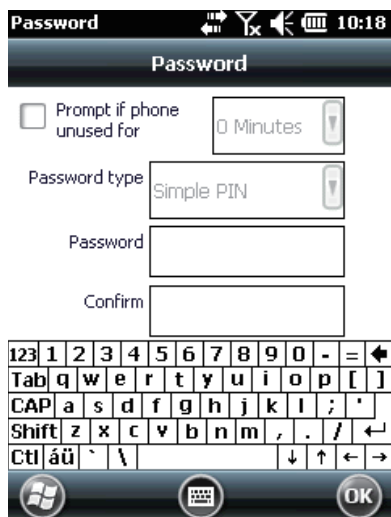 Password 10:18
Password
Prompt if phone
unused for
0 Minutes
Password type
Simple PIN
Password
Confirm
123 1 2 3 4 5 6 7 8 9 0 - = ←
Tab q w e r t y u i o p [ ]
CAP a s d f g h j k l ; '
Shift z x c v b n m , . / ↵
Ctl áü ` \ ↓ ↑ ← →
OK